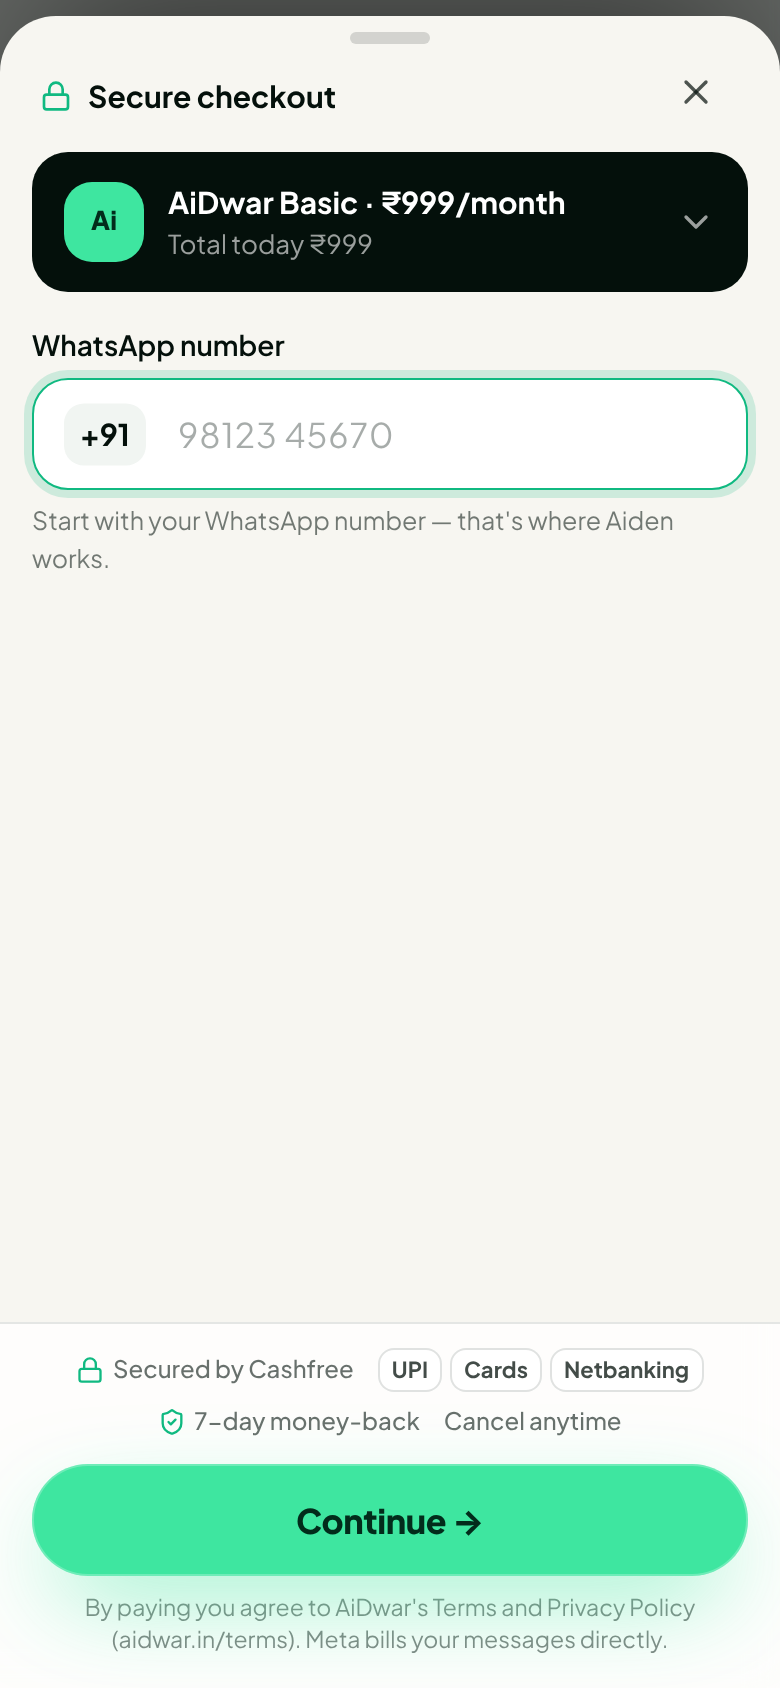 Secure checkout
Ai
AiDwar Basic · ₹999/month
Total today ₹999
WhatsApp number
+91 98123 45670
Start with your WhatsApp number — that's where Aiden
works.
Secured by Cashfree UPI Cards Netbanking
7-day money-back Cancel anytime
Continue →
By paying you agree to AiDwar's Terms and Privacy Policy
(aidwar.in/terms). Meta bills your messages directly.